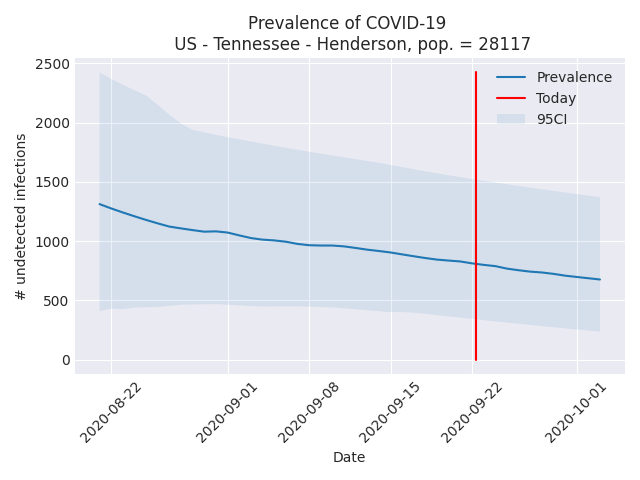 Prevalence of COVID-19
US - Tennessee - Henderson, pop. = 28117
2500
2000
1500
1000
500
0
# undetected infections
Prevalence
Today
95CI
2020-08-22
2020-09-01
2020-09-08
2020-09-15
2020-09-22
2020-10-01
Date